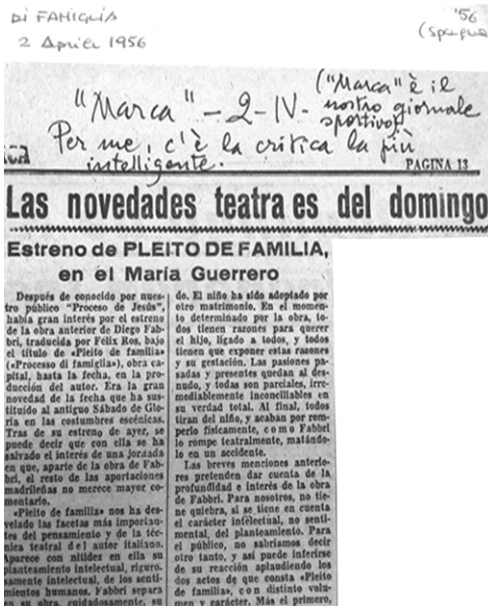 DI FAMIGLIA
2 Aprile 1956
'56
(Spagna
"Marca" - 2 - IV -
("Marca" è il
nostro giornale
sportivo)
Per me, c'è la critica la più
intelligente.
PAGINA 13
Las novedades teatra es del domingo
Estreno de PLEITO DE FAMILIA,
en el María Guerrero
Después de conocido por nues-
tro público "Proceso de Jesús",
había gran interés por el estreno
de la obra anterior de Diego Fab-
bri, traducida por Félix Ros, bajo
el título de «Pleito de familia»
(«Processo di famiglia»), obra ca-
pital, hasta la fecha, en la pro-
ducción del autor. Era la gran
novedad de la fecha que ha sus-
tituído al antiguo Sábado de Glo-
ria en las costumbres escénicas.
Tras de su estreno de ayer, se
puede decir que con ella se ha
salvado el interés de una jornada
en que, aparte de la obra de Fab-
bri, el resto de las aportaciones
madrileñas no merece mayor co-
mentario.
«Pleito de familia» nos ha des-
velado las facetas más importan-
tes del pensamiento y de la téc-
nica teatral del autor italiano.
Aparece con nitidez en ella su
planteamiento intelectual, riguro-
samente intelectual, de los senti-
mientos humanos. Fabbri separa
en su obra, cuidadosamente, su
do. El niño ha sido adoptado por
otro matrimonio. En el momen-
to determinado por la obra, to-
dos tienen razones para querer
el hijo, ligado a todos, y todos
tienen que exponer estas razones
y su gestación. Las pasiones pa-
sadas y presentes quedan al des-
nudo, y todas son parciales, irre-
mediablemente inconciliables en
su verdad total. Al final, todos
tiran del niño, y acaban por rom-
perlo físicamente, como Fabbri
lo rompe teatralmente, matándo-
lo en un accidente.
Las breves menciones anterio-
res pretenden dar cuenta de la
profundidad e interés de la obra
de Fabbri. Para nosotros, no tie-
ne quiebra, si se tiene en cuenta
el carácter intelectual, no senti-
mental, del planteamiento. Para
el público, no sabríamos decir
otro tanto, y así puede inferirse
de su reacción aplaudiendo los
dos actos de que consta «Pleito
de familia», con distinto volu-
men y carácter. Más el primero,